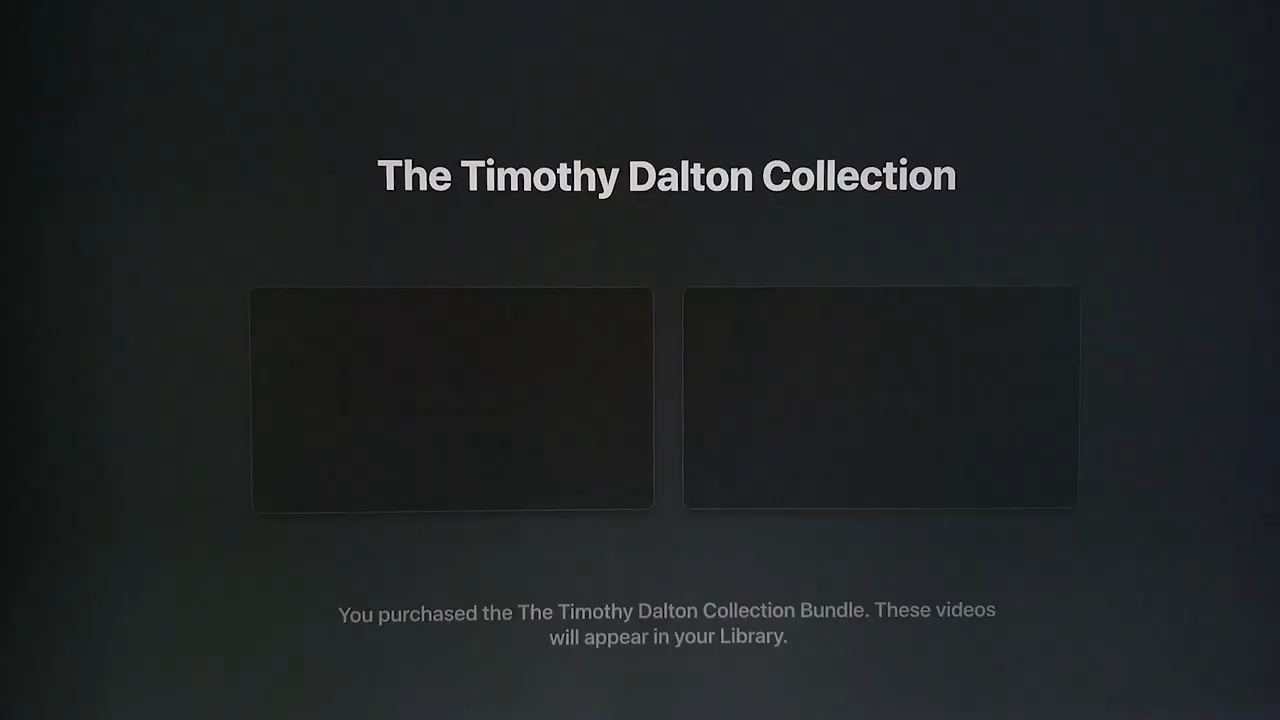 The Timothy Dalton Collection
You purchased the The Timothy Dalton Collection Bundle. These videos
will appear in your Library.